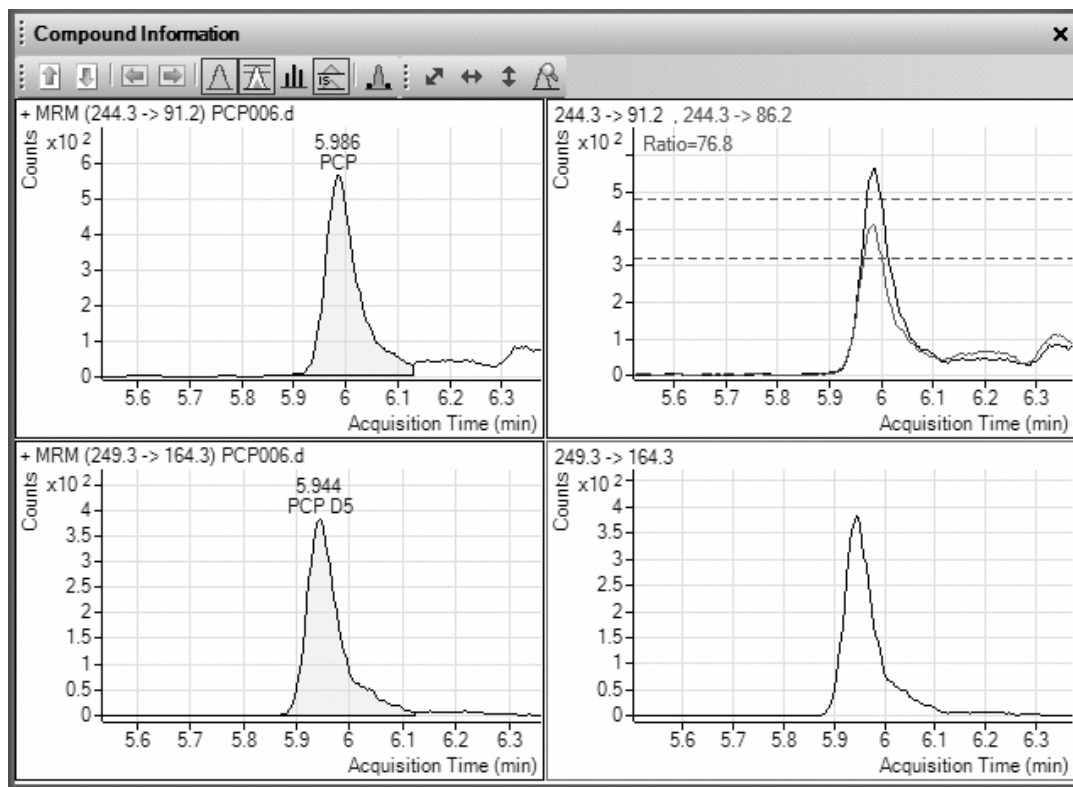 Compound Information
IS
+ MRM (244.3 -> 91.2) PCP006.d
Counts
x10 2
5.986
PCP
6
5
4
3
2
1
0
5.6 5.7 5.8 5.9 6 6.1 6.2 6.3
Acquisition Time (min)
244.3 -> 91.2 , 244.3 -> 86.2
Counts
x10 2
Ratio=76.8
5
4
3
2
1
0
5.6 5.7 5.8 5.9 6 6.1 6.2 6.3
Acquisition Time (min)
+ MRM (249.3 -> 164.3) PCP006.d
Counts
x10 2
5.944
PCP D5
4
3.5
3
2.5
2
1.5
1
0.5
0
5.6 5.7 5.8 5.9 6 6.1 6.2 6.3
Acquisition Time (min)
249.3 -> 164.3
Counts
x10 2
4
3.5
3
2.5
2
1.5
1
0.5
0
5.6 5.7 5.8 5.9 6 6.1 6.2 6.3
Acquisition Time (min)